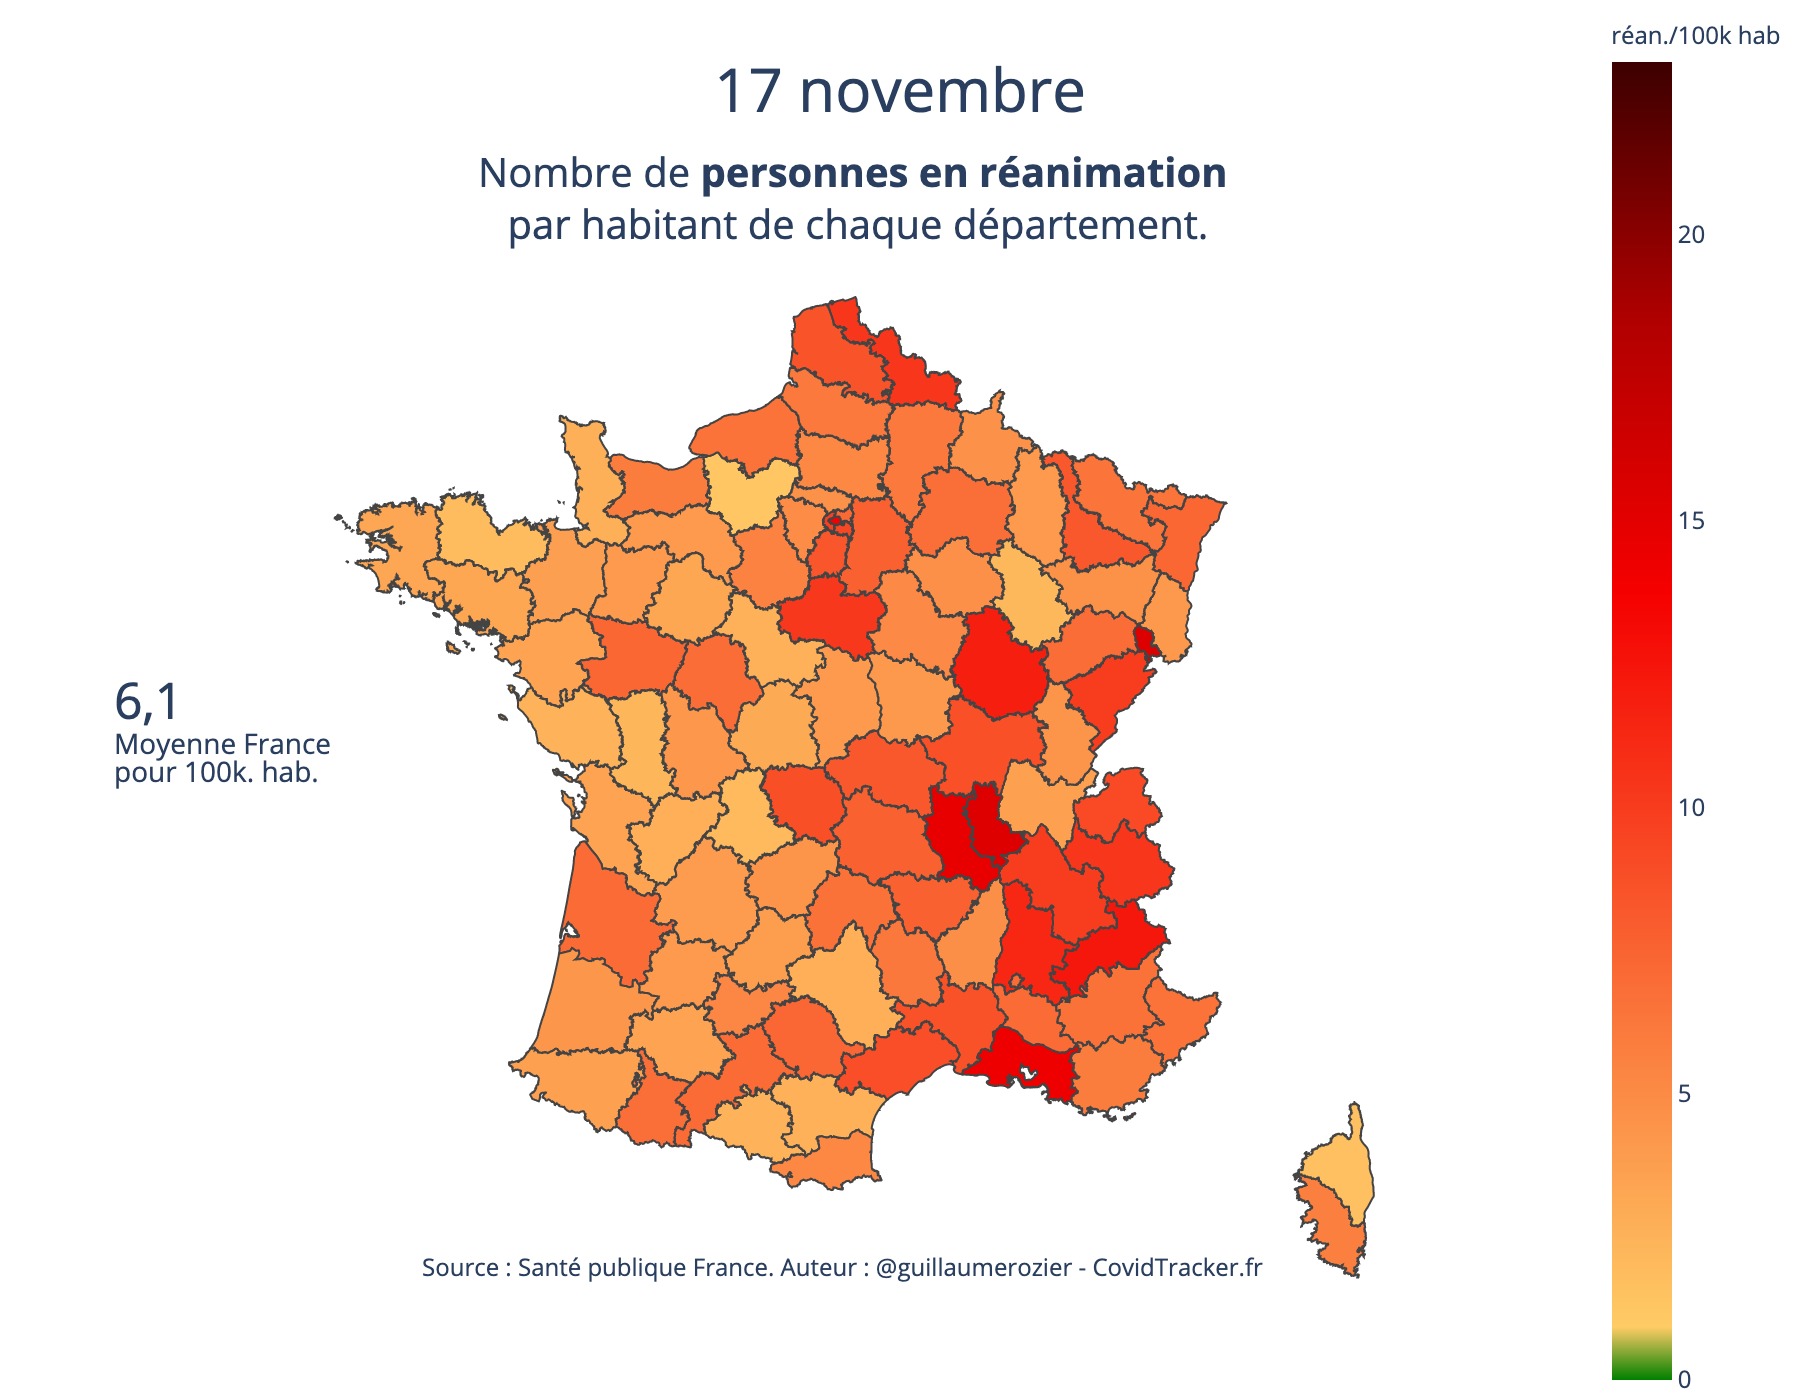 réan./100k hab
17 novembre
Nombre de personnes en réanimation
par habitant de chaque département.
20
15
6,1
Moyenne France
pour 100k. hab.
10
5
Source : Santé publique France. Auteur : @guillaumerozier - CovidTracker.fr
0